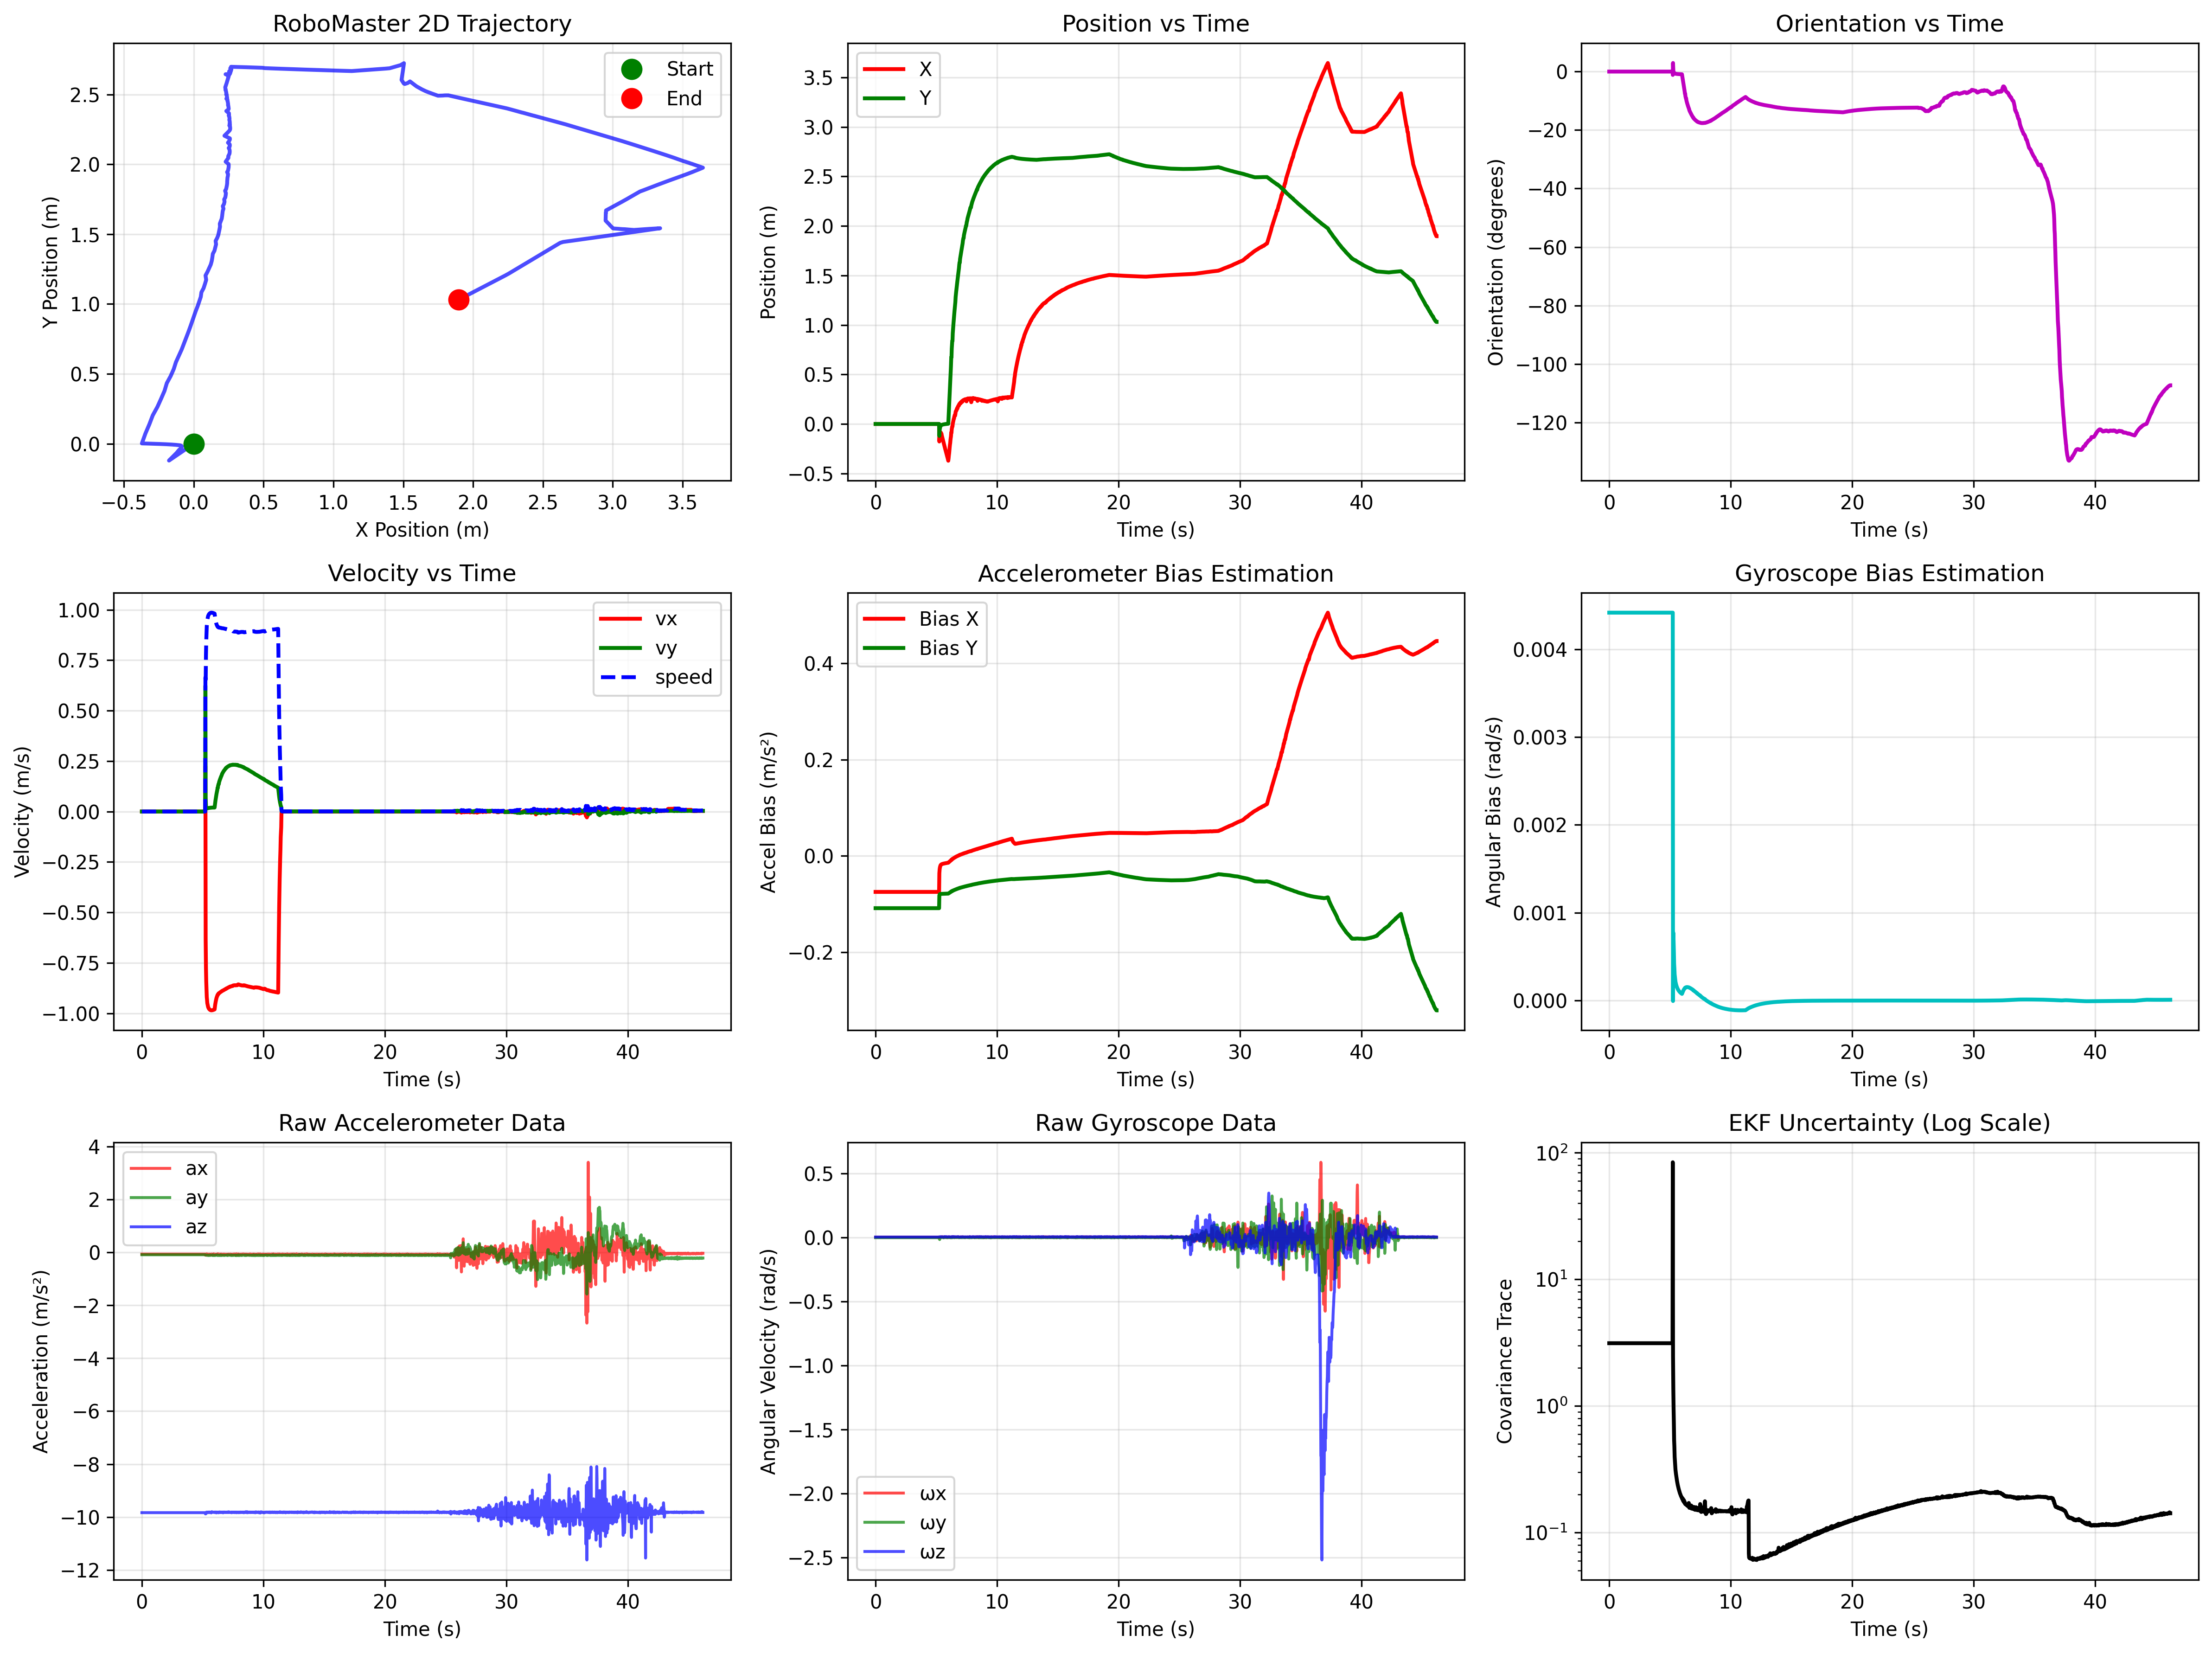 RoboMaster 2D Trajectory
Y Position (m)
2.5
2.0
1.5
1.0
0.5
0.0
Start
End
−0.5 0.0 0.5 1.0 1.5 2.0 2.5 3.0 3.5
X Position (m)
Position vs Time
Position (m)
3.5
3.0
2.5
2.0
1.5
1.0
0.5
0.0
−0.5
X
Y
0 10 20 30 40
Time (s)
Orientation vs Time
Orientation (degrees)
0
−20
−40
−60
−80
−100
−120
0 10 20 30 40
Time (s)
Velocity vs Time
Velocity (m/s)
1.00
0.75
0.50
0.25
0.00
−0.25
−0.50
−0.75
−1.00
vx
vy
speed
0 10 20 30 40
Time (s)
Accelerometer Bias Estimation
Accel Bias (m/s²)
0.4
0.2
0.0
−0.2
Bias X
Bias Y
0 10 20 30 40
Time (s)
Gyroscope Bias Estimation
Angular Bias (rad/s)
0.004
0.003
0.002
0.001
0.000
0 10 20 30 40
Time (s)
Raw Accelerometer Data
Acceleration (m/s²)
4
2
0
−2
−4
−6
−8
−10
−12
ax
ay
az
0 10 20 30 40
Time (s)
Raw Gyroscope Data
Angular Velocity (rad/s)
0.5
0.0
−0.5
−1.0
−1.5
−2.0
−2.5
ωx
ωy
ωz
0 10 20 30 40
Time (s)
EKF Uncertainty (Log Scale)
Covariance Trace
10²
10¹
10⁰
10⁻¹
0 10 20 30 40
Time (s)